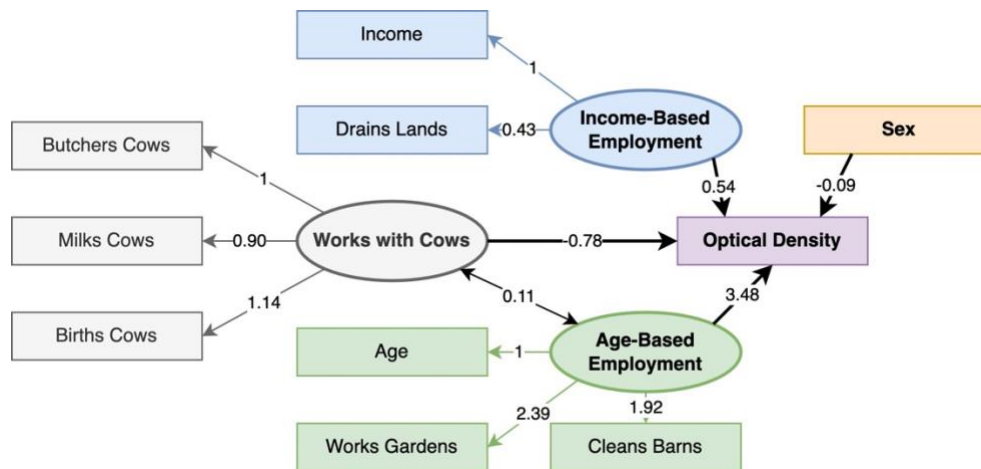 Income
1
Drains Lands
0.43
Income-Based
Employment
Sex
0.54
-0.09
Butchers Cows
1
Milks Cows
0.90
Works with Cows
-0.78
Optical Density
Births Cows
1.14
0.11
3.48
Age
1
Age-Based
Employment
2.39
1.92
Works Gardens
Cleans Barns